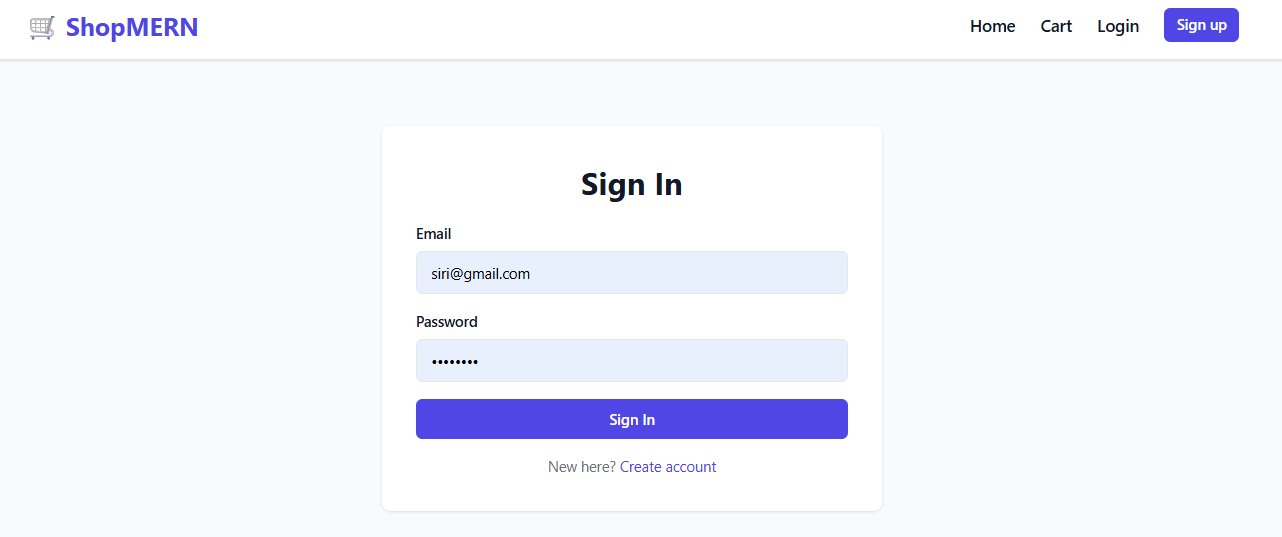 ShopMERN
Home Cart Login Sign up
Sign In
Email
siri@gmail.com
Password
••••••••
Sign In
New here? Create account